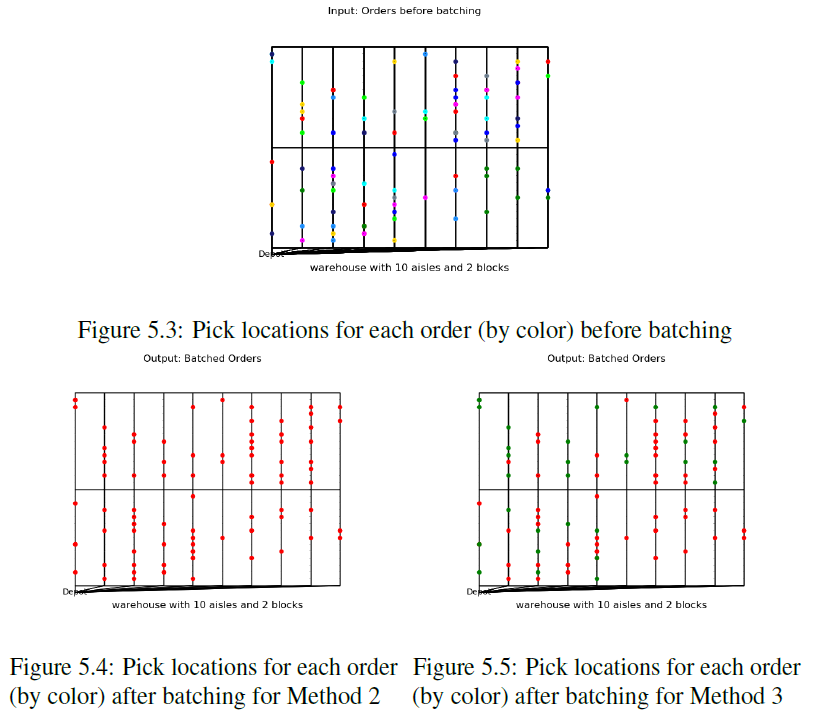 Input: Orders before batching
Depot
warehouse with 10 aisles and 2 blocks
Figure 5.3: Pick locations for each order (by color) before batching
Output: Batched Orders
Depot
warehouse with 10 aisles and 2 blocks
Figure 5.4: Pick locations for each order
(by color) after batching for Method 2
Output: Batched Orders
Depot
warehouse with 10 aisles and 2 blocks
Figure 5.5: Pick locations for each order
(by color) after batching for Method 3